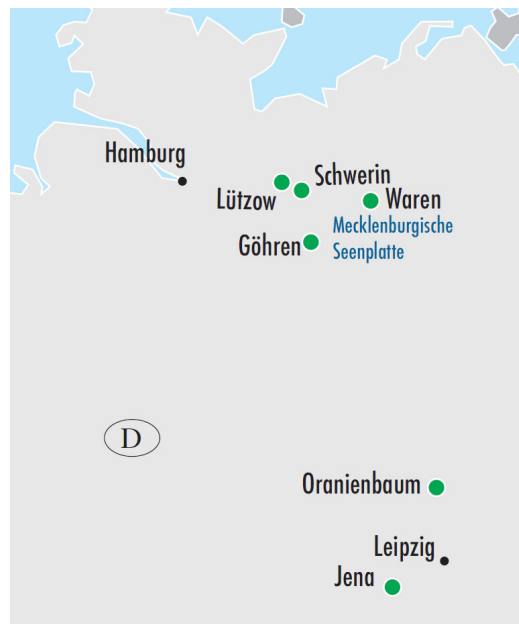 Hamburg
Schwerin
Lützow
Waren
Mecklenburgische
Seenplatte
Göhren
D
Oranienbaum
Leipzig
Jena